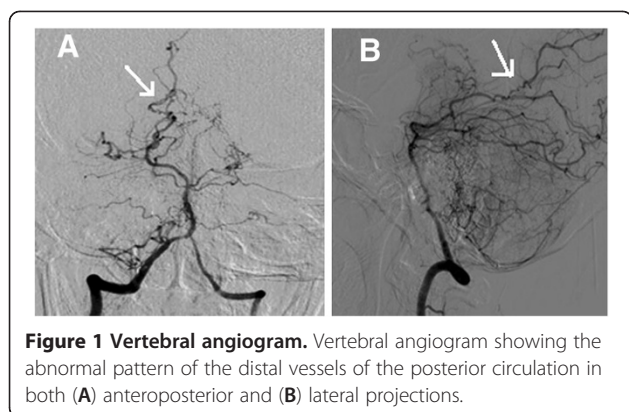 A
B
Figure 1 Vertebral angiogram. Vertebral angiogram showing the
abnormal pattern of the distal vessels of the posterior circulation in
both (A) anteroposterior and (B) lateral projections.